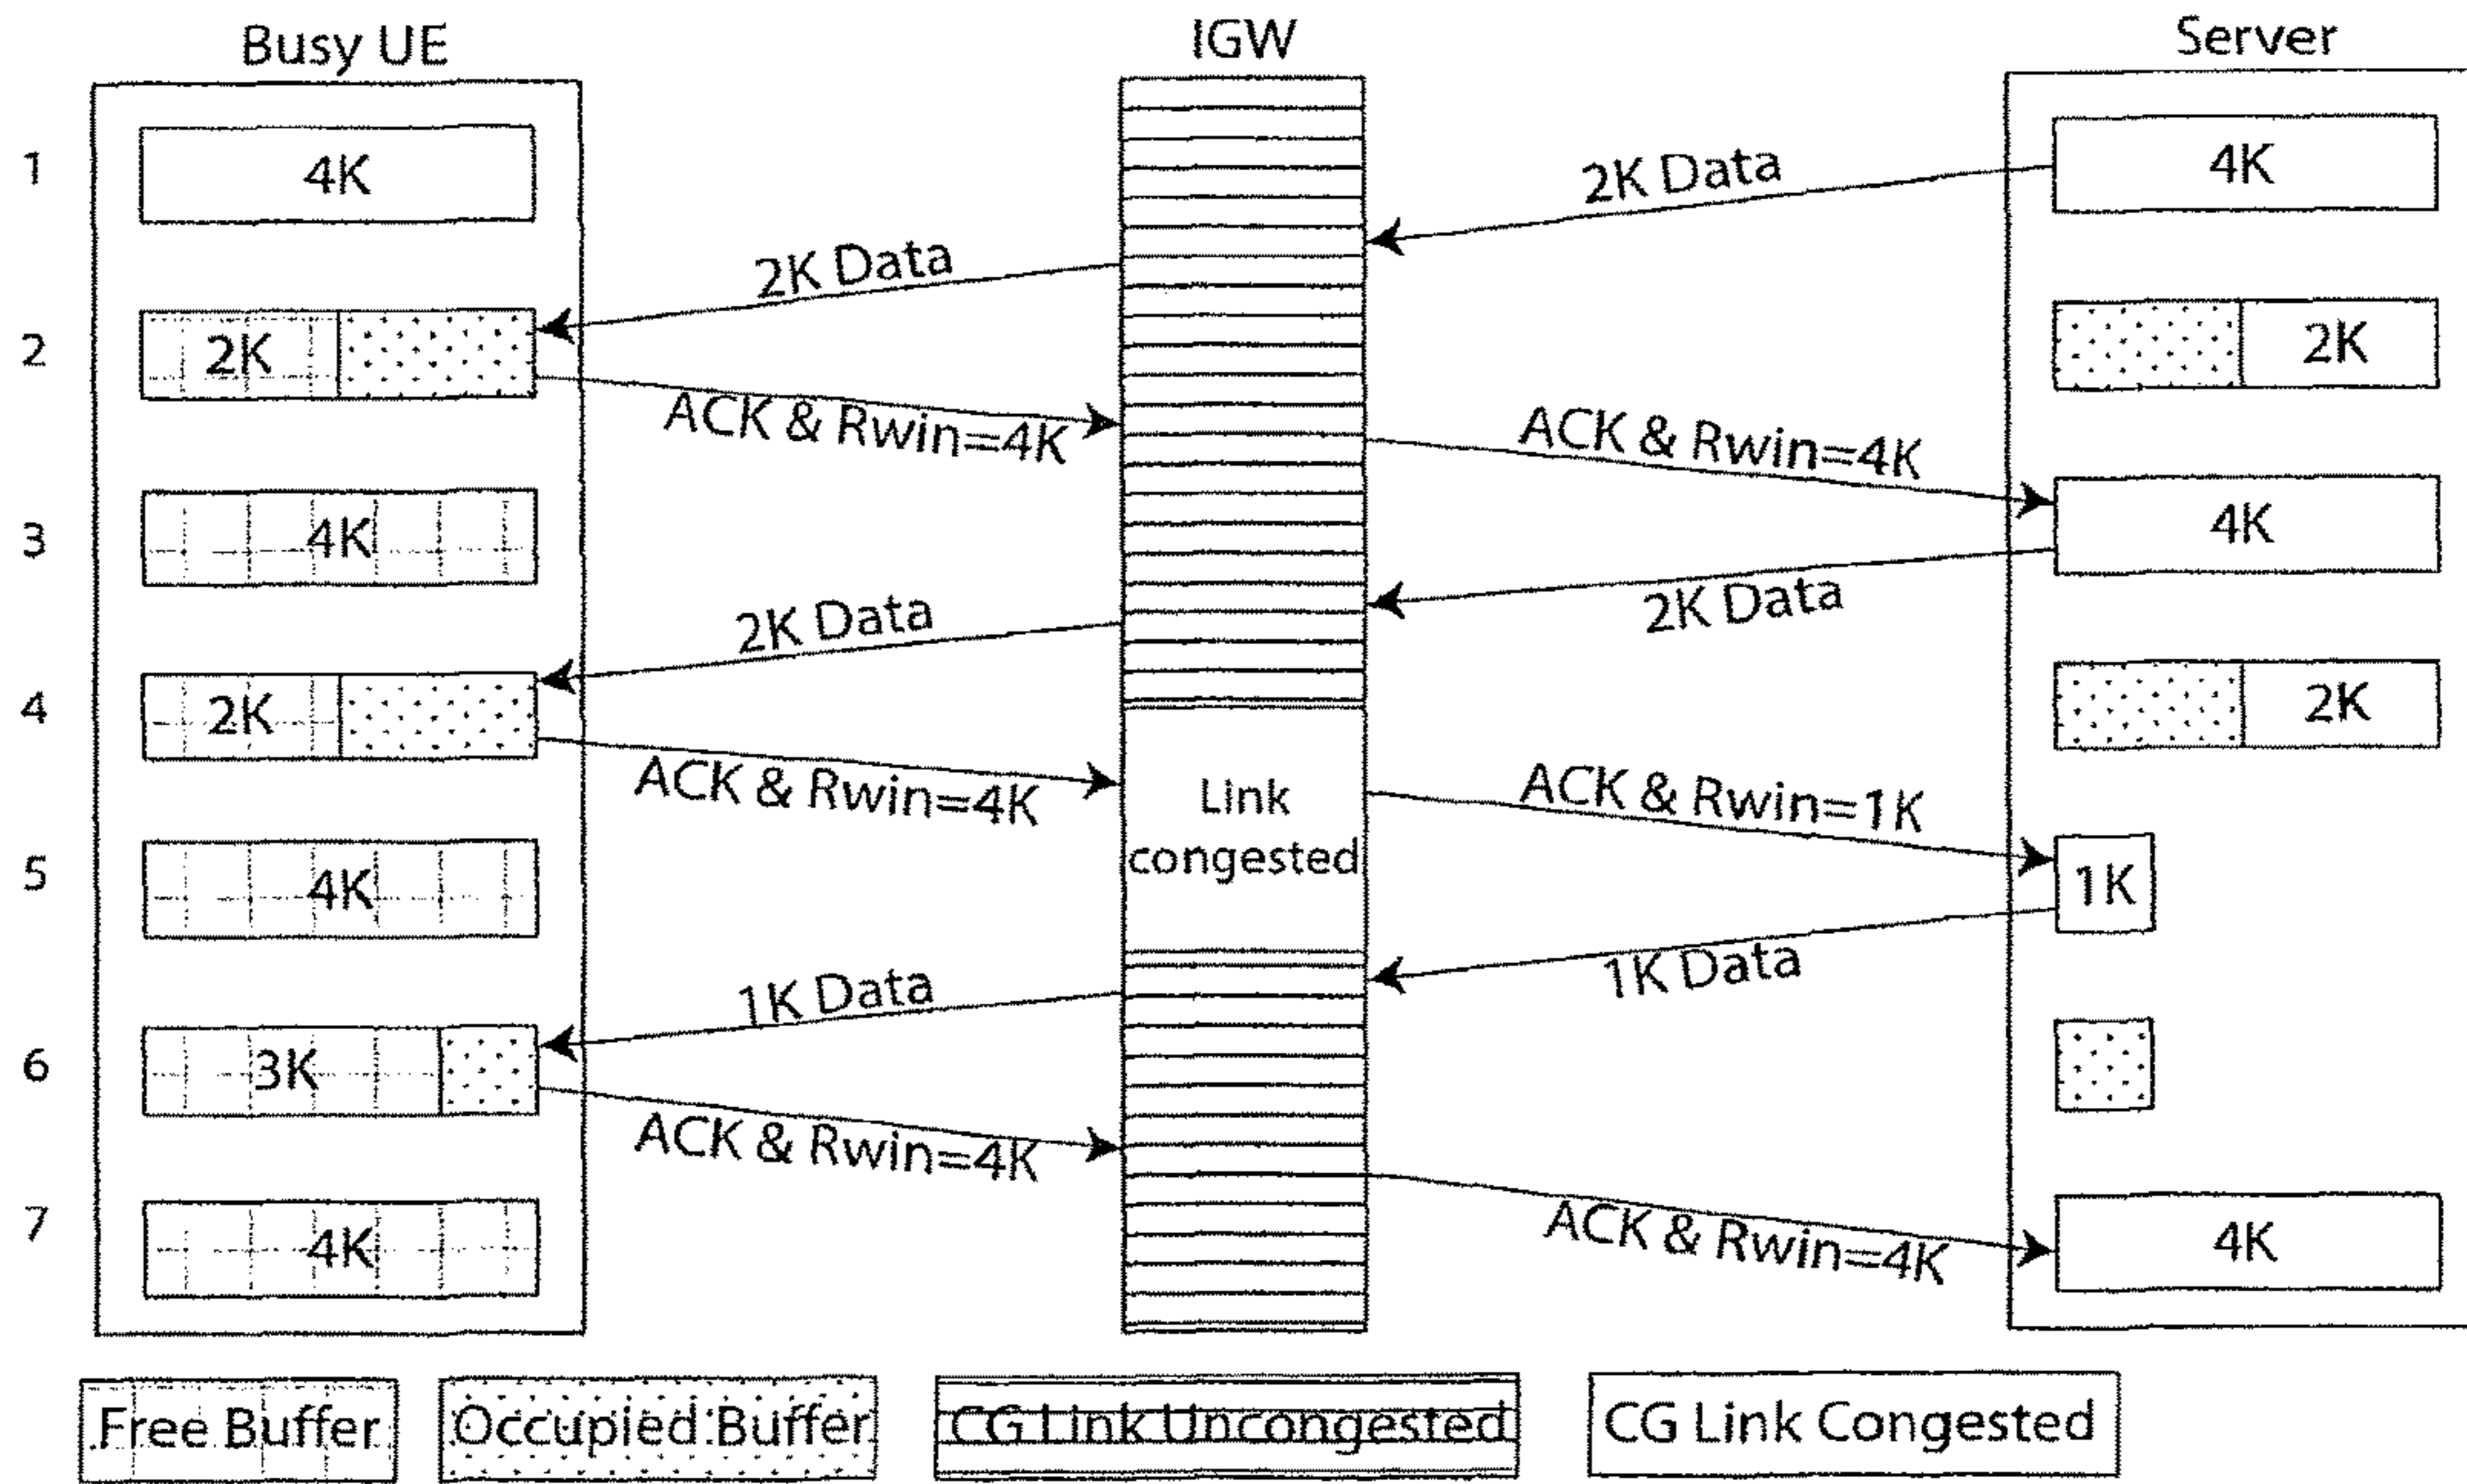 Busy UE
IGW
Server
1
4K
2K Data
4K
2K Data
2
2K
2K
ACK & Rwin=4K
ACK & Rwin=4K
3
4K
4K
2K Data
2K Data
4
2K
2K
ACK & Rwin=4K
Link
congested
ACK & Rwin=1K
5
4K
1K
1K Data
1K Data
6
3K
ACK & Rwin=4K
ACK & Rwin=4K
7
4K
4K
Free Buffer
Occupied Buffer
CG Link Uncongested
CG Link Congested